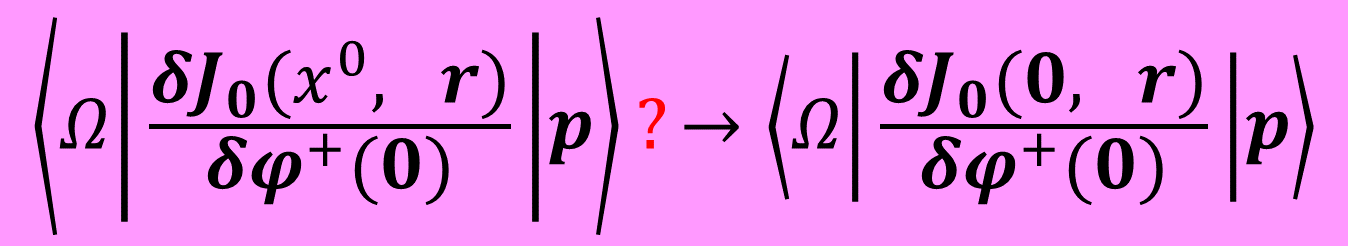 ⟨Ω|δJ₀(x⁰, r)/δφ⁺(0)|p⟩ ? → ⟨Ω|δJ₀(0, r)/δφ⁺(0)|p⟩